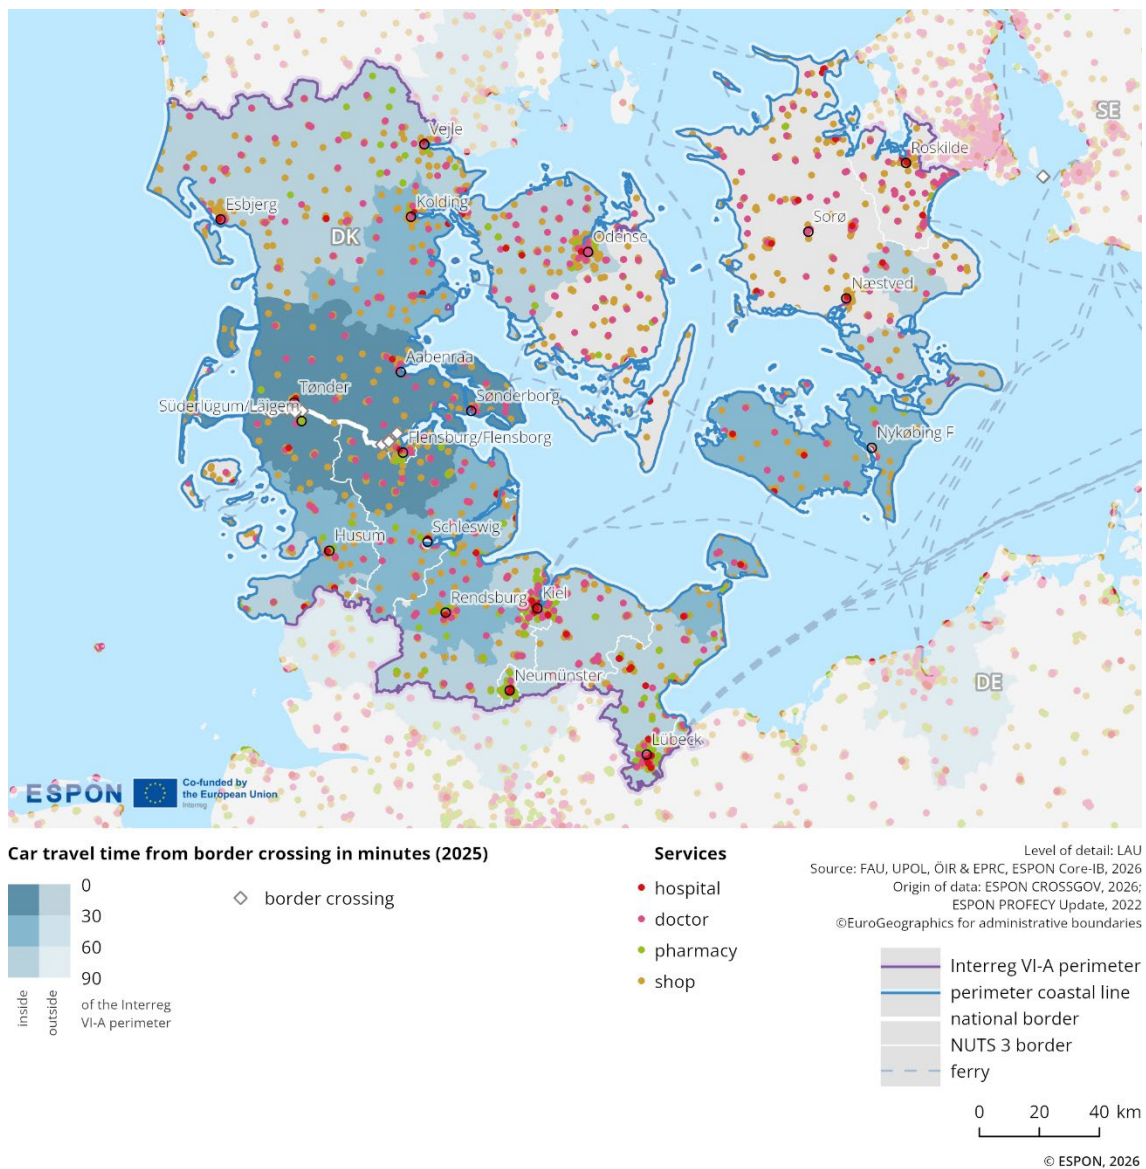 SE
Vejle
Roskilde
Esbjerg
Kolding
DK
Odense
Sorø
Næstved
Aabenraa
Tønder
Sønderborg
Süderlügum/Läigem
Flensburg/Flensborg
Nykøbing F
Schleswig
Husum
Rendsburg
Kiel
Neumünster
DE
Lübeck
ESPON
Co-funded by
the European Union
Interreg
Car travel time from border crossing in minutes (2025)
0
30
60
90
inside
outside
of the Interreg
VI-A perimeter
border crossing
Services
hospital
doctor
pharmacy
shop
Level of detail: LAU
Source: FAU, UPOL, ÖIR & EPRC, ESPON Core-IB, 2026
Origin of data: ESPON CROSSGOV, 2026;
ESPON PROFECY Update, 2022
©EuroGeographics for administrative boundaries
Interreg VI-A perimeter
perimeter coastal line
national border
NUTS 3 border
ferry
0 20 40 km
© ESPON, 2026